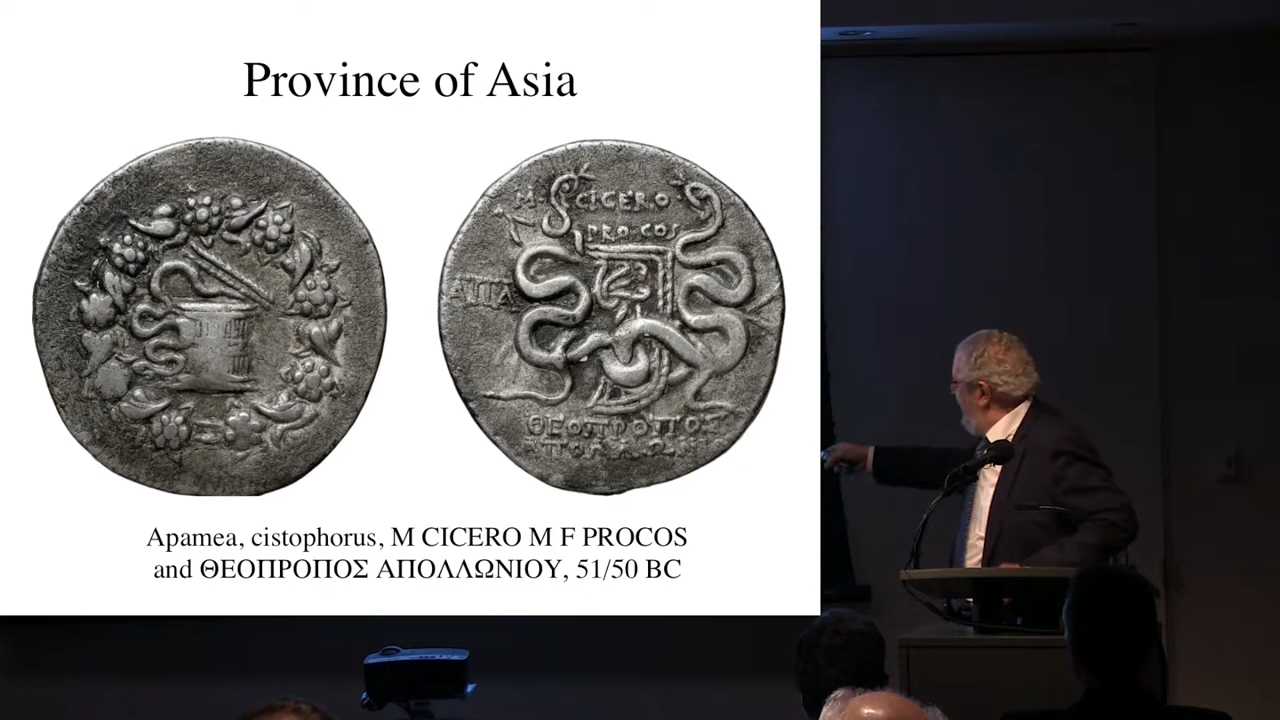 Province of Asia
M CICERO
PRO COS
ΑΠΑ
ΘΕΟΠΡΟΠΟΣ
Apamea, cistophorus, M CICERO M F PROCOS
and ΘΕΟΠΡΟΠΟΣ ΑΠΟΛΛΩΝΙΟΥ, 51/50 BC